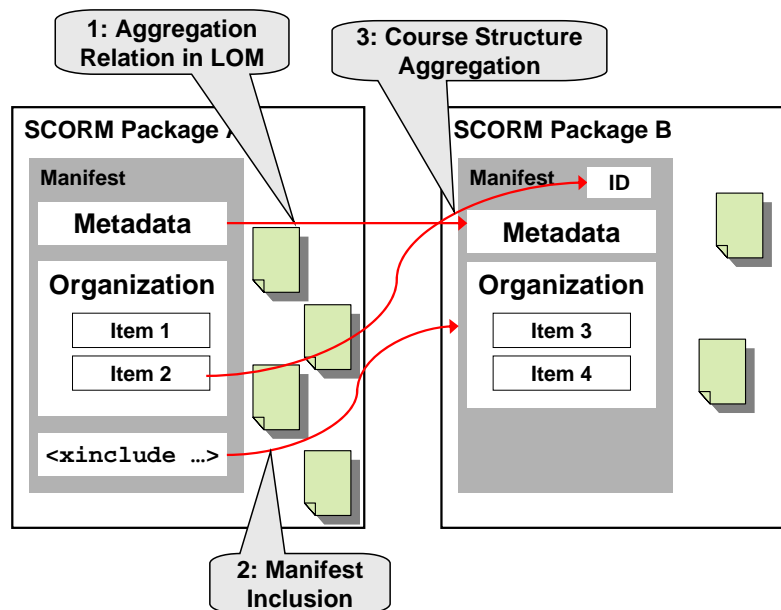 1: Aggregation
Relation in LOM
3: Course Structure
Aggregation
SCORM Package A
Manifest
Metadata
Organization
Item 1
Item 2
<xinclude …>
SCORM Package B
Manifest
ID
Metadata
Organization
Item 3
Item 4
2: Manifest
Inclusion